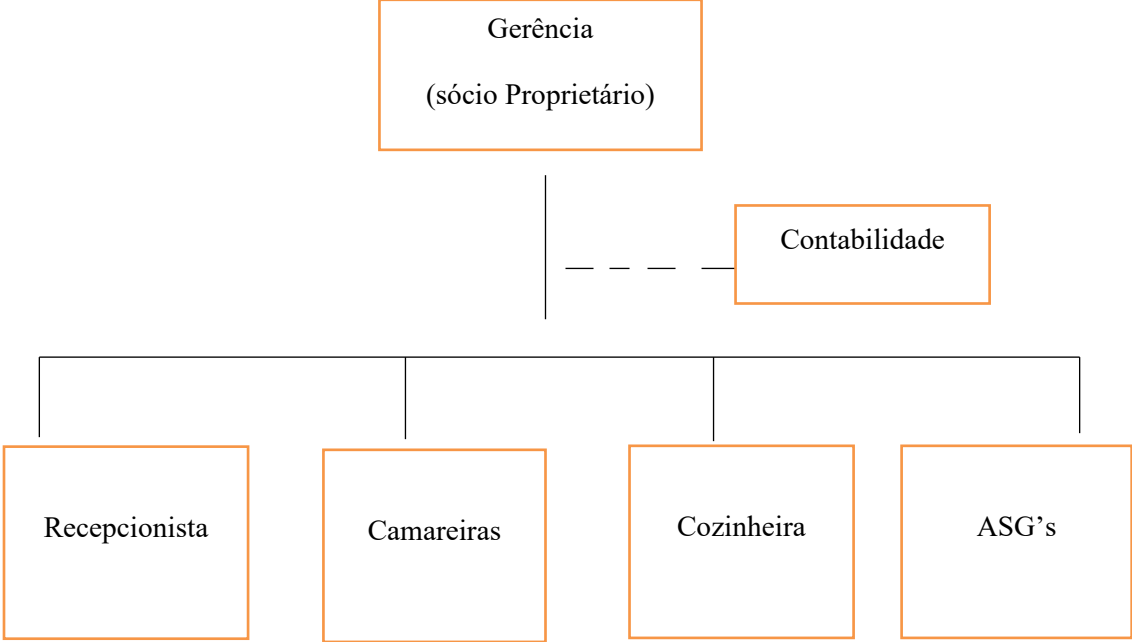 Gerência
(sócio Proprietário)
Contabilidade
Recepcionista
Camareiras
Cozinheira
ASG’s